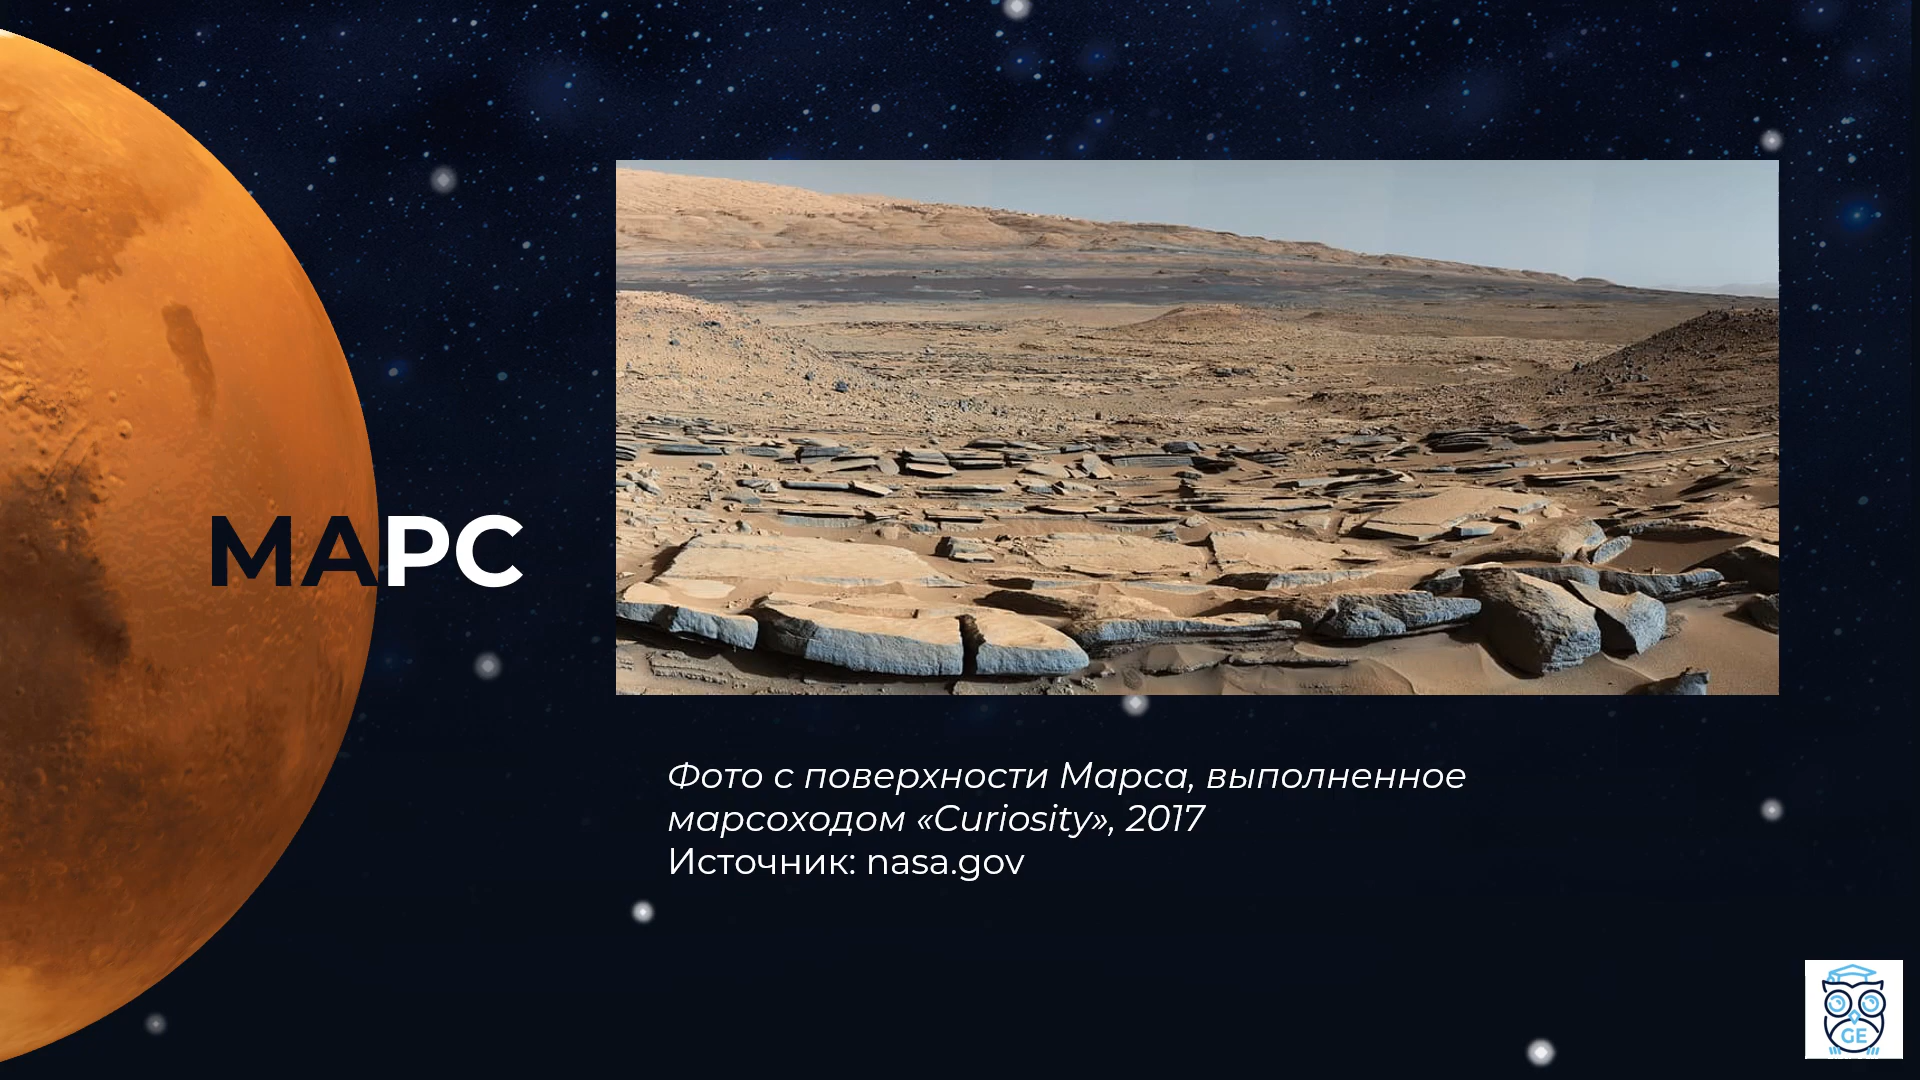 МАРС
Фото с поверхности Марса, выполненное
марсоходом «Curiosity», 2017
Источник: nasa.gov
GE